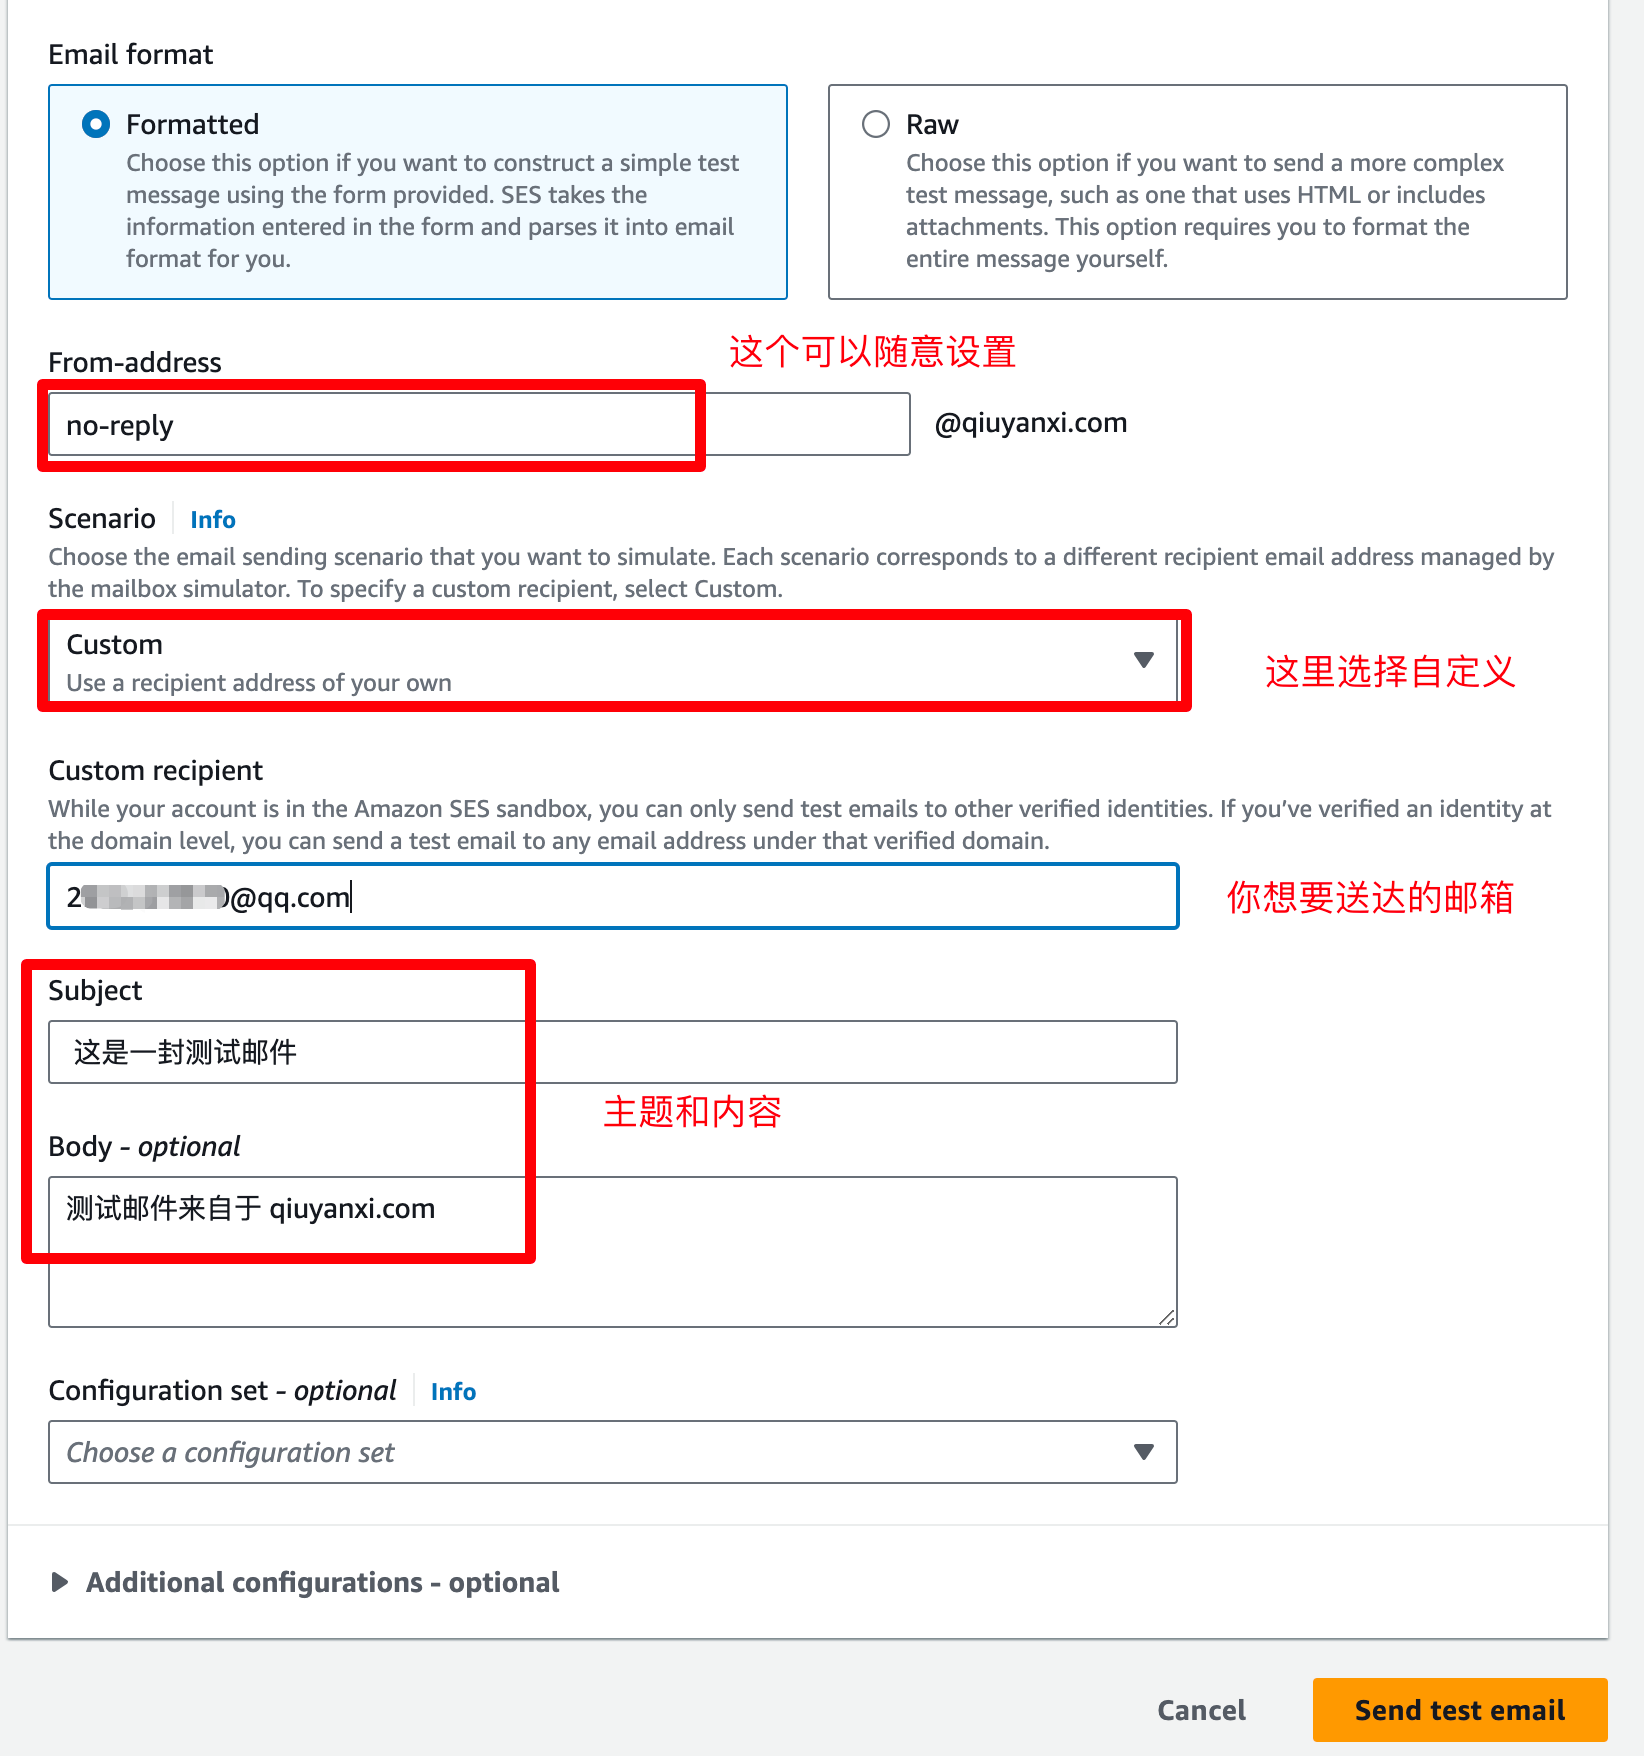 Email format
Formatted
Choose this option if you want to construct a simple test
message using the form provided. SES takes the
information entered in the form and parses it into email
format for you.
Raw
Choose this option if you want to send a more complex
test message, such as one that uses HTML or includes
attachments. This option requires you to format the
entire message yourself.
这个可以随意设置
From-address
no-reply
@qiuyanxi.com
Scenario Info
Choose the email sending scenario that you want to simulate. Each scenario corresponds to a different recipient email address managed by
the mailbox simulator. To specify a custom recipient, select Custom.
Custom
Use a recipient address of your own
这里选择自定义
Custom recipient
While your account is in the Amazon SES sandbox, you can only send test emails to other verified identities. If you’ve verified an identity at
the domain level, you can send a test email to any email address under that verified domain.
2 0@qq.com
你想要送达的邮箱
Subject
这是一封测试邮件
主题和内容
Body - optional
测试邮件来自于 qiuyanxi.com
Configuration set - optional Info
Choose a configuration set
Additional configurations - optional
Cancel
Send test email